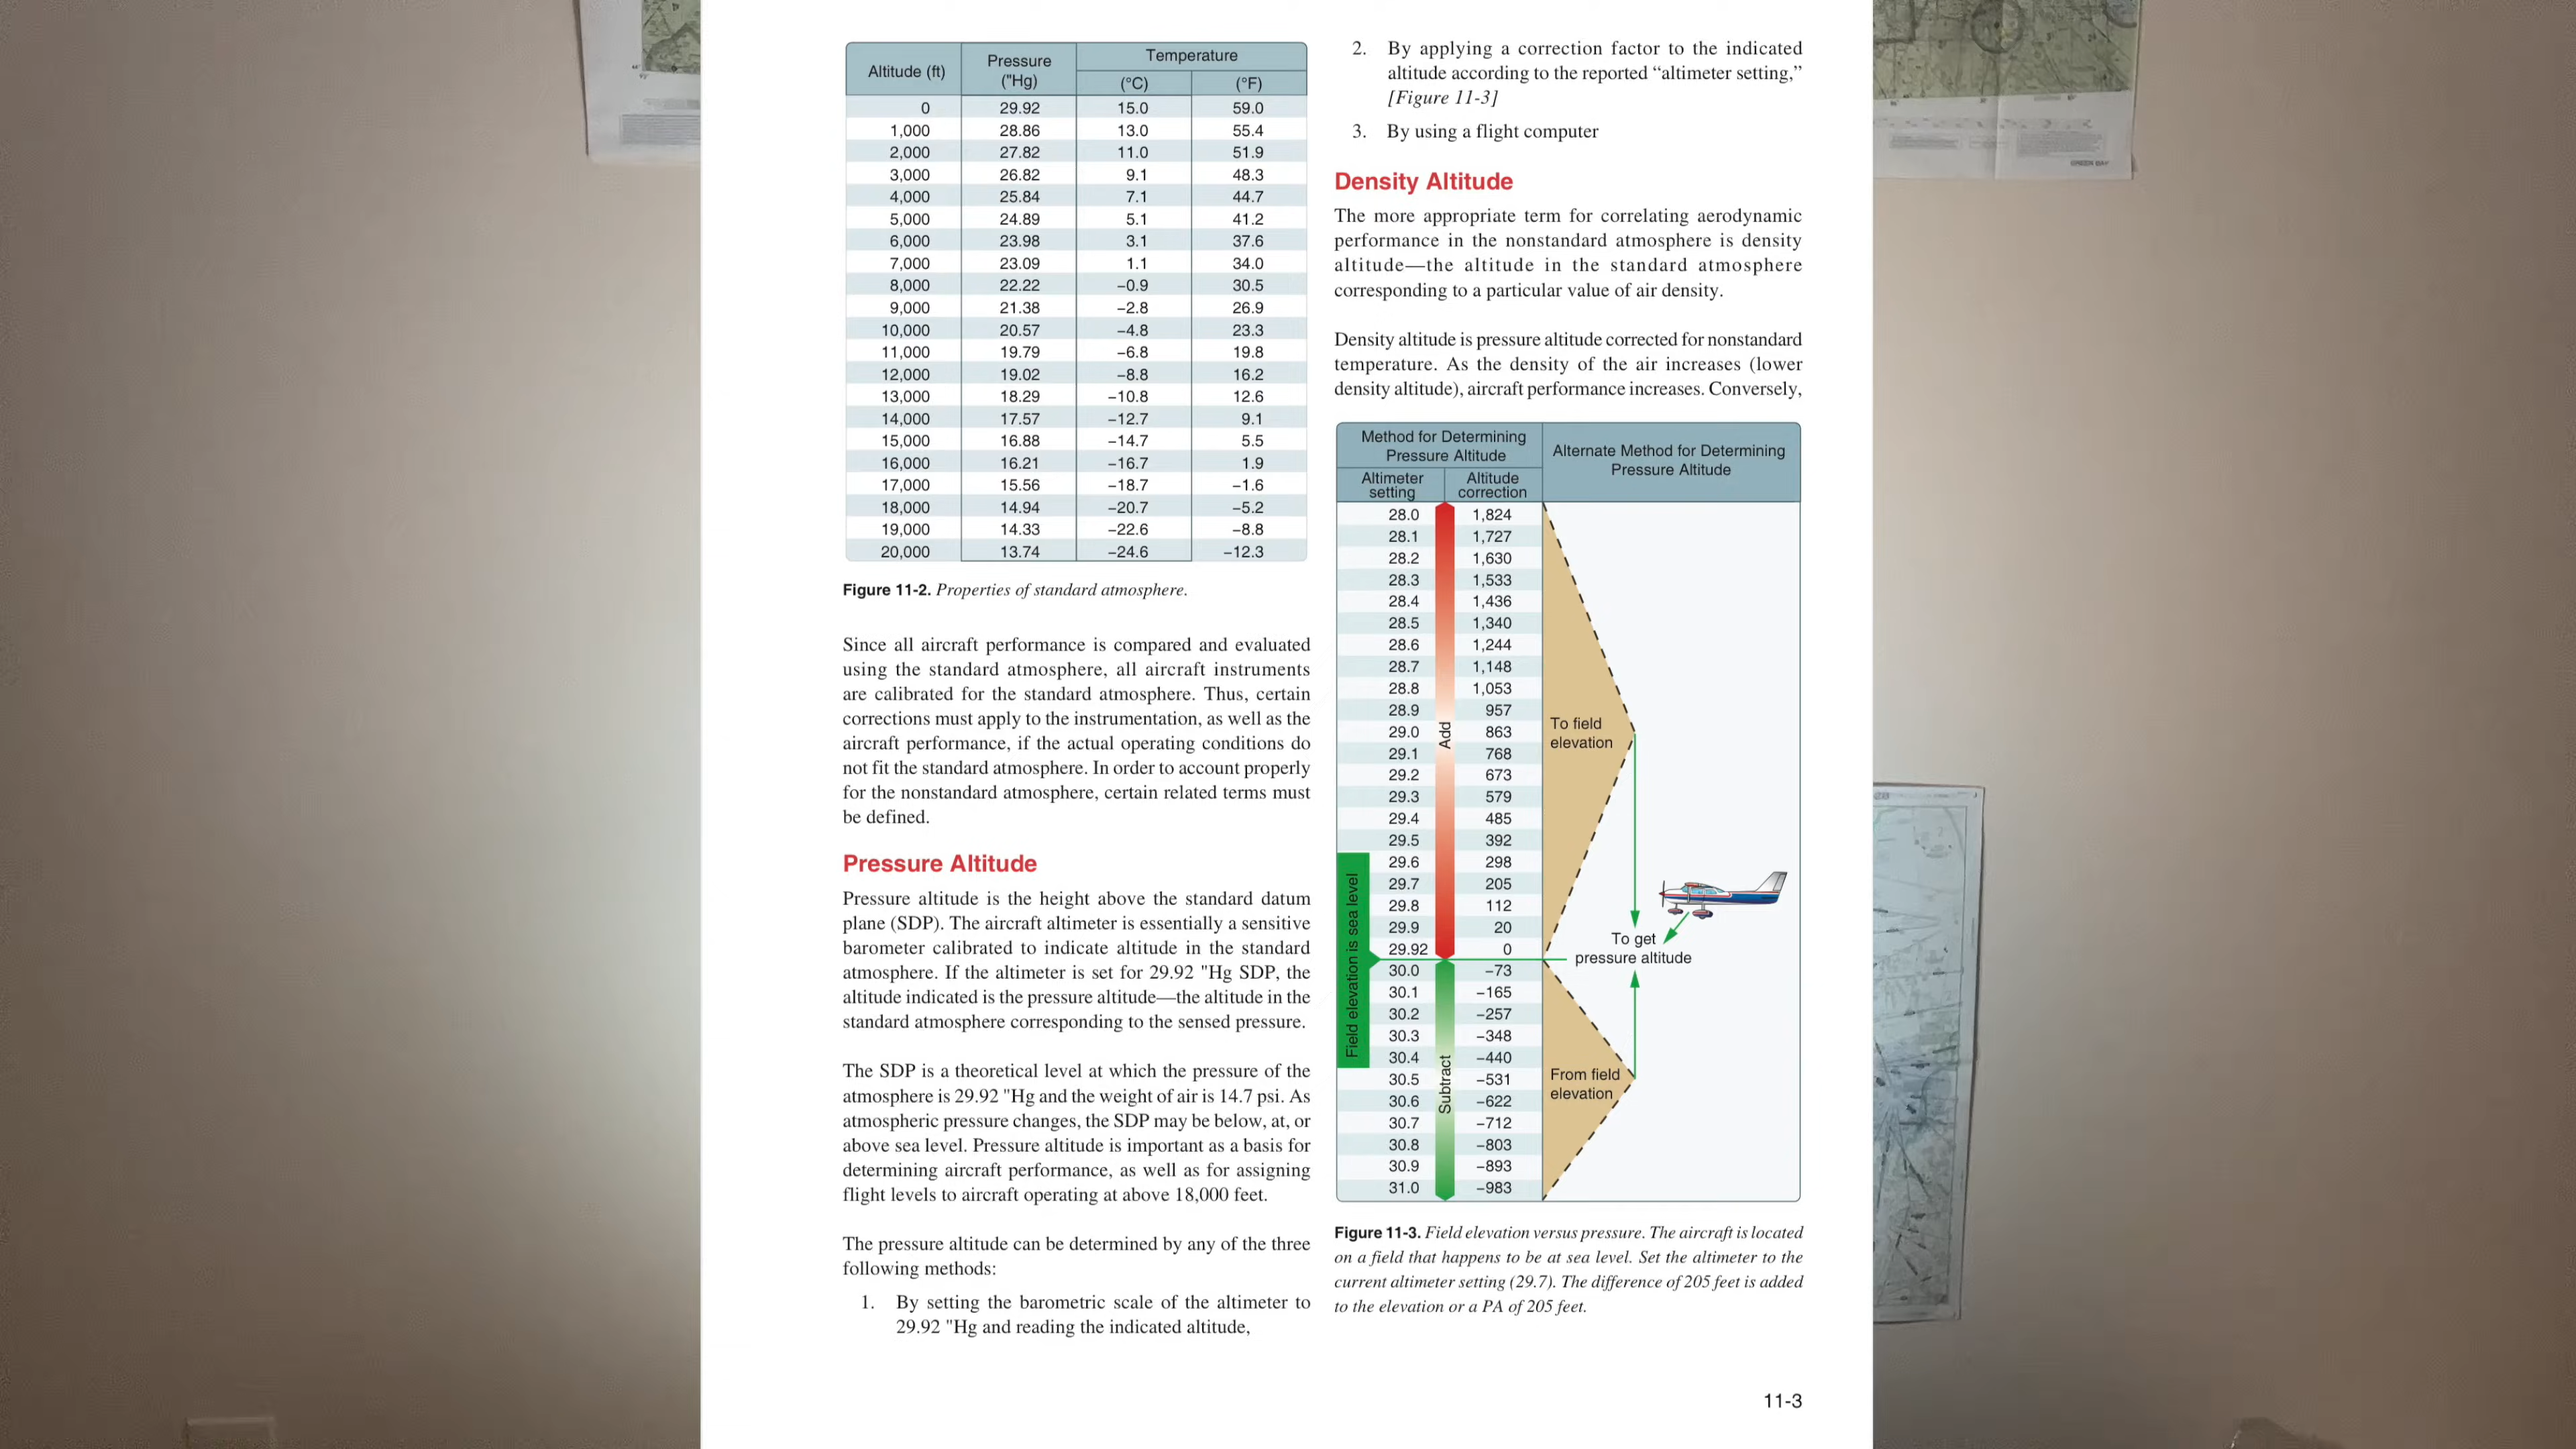 Altitude (ft) Pressure ("Hg) Temperature
(°C) (°F)
0 29.92 15.0 59.0
1,000 28.86 13.0 55.4
2,000 27.82 11.0 51.9
3,000 26.82 9.1 48.3
4,000 25.84 7.1 44.7
5,000 24.89 5.1 41.2
6,000 23.98 3.1 37.6
7,000 23.09 1.1 34.0
8,000 22.22 −0.9 30.5
9,000 21.38 −2.8 26.9
10,000 20.57 −4.8 23.3
11,000 19.79 −6.8 19.8
12,000 19.02 −8.8 16.2
13,000 18.29 −10.8 12.6
14,000 17.57 −12.7 9.1
15,000 16.88 −14.7 5.5
16,000 16.21 −16.7 1.9
17,000 15.56 −18.7 −1.6
18,000 14.94 −20.7 −5.2
19,000 14.33 −22.6 −8.8
20,000 13.74 −24.6 −12.3
Figure 11-2. Properties of standard atmosphere.
Since all aircraft performance is compared and evaluated
using the standard atmosphere, all aircraft instruments
are calibrated for the standard atmosphere. Thus, certain
corrections must apply to the instrumentation, as well as the
aircraft performance, if the actual operating conditions do
not fit the standard atmosphere. In order to account properly
for the nonstandard atmosphere, certain related terms must
be defined.
Pressure Altitude
Pressure altitude is the height above the standard datum
plane (SDP). The aircraft altimeter is essentially a sensitive
barometer calibrated to indicate altitude in the standard
atmosphere. If the altimeter is set for 29.92 "Hg SDP, the
altitude indicated is the pressure altitude—the altitude in the
standard atmosphere corresponding to the sensed pressure.
The SDP is a theoretical level at which the pressure of the
atmosphere is 29.92 "Hg and the weight of air is 14.7 psi. As
atmospheric pressure changes, the SDP may be below, at, or
above sea level. Pressure altitude is important as a basis for
determining aircraft performance, as well as for assigning
flight levels to aircraft operating at above 18,000 feet.
The pressure altitude can be determined by any of the three
following methods:
1. By setting the barometric scale of the altimeter to
29.92 "Hg and reading the indicated altitude,
2. By applying a correction factor to the indicated
altitude according to the reported “altimeter setting,”
[Figure 11-3]
3. By using a flight computer
Density Altitude
The more appropriate term for correlating aerodynamic
performance in the nonstandard atmosphere is density
altitude—the altitude in the standard atmosphere
corresponding to a particular value of air density.
Density altitude is pressure altitude corrected for nonstandard
temperature. As the density of the air increases (lower
density altitude), aircraft performance increases. Conversely,
Method for Determining
Pressure Altitude
Alternate Method for Determining
Pressure Altitude
Altimeter setting Altitude correction
28.0 1,824
28.1 1,727
28.2 1,630
28.3 1,533
28.4 1,436
28.5 1,340
28.6 1,244
28.7 1,148
28.8 1,053
28.9 957
29.0 863
29.1 768
29.2 673
29.3 579
29.4 485
29.5 392
29.6 298
29.7 205
29.8 112
29.9 20
29.92 0
30.0 −73
30.1 −165
30.2 −257
30.3 −348
30.4 −440
30.5 −531
30.6 −622
30.7 −712
30.8 −803
30.9 −893
31.0 −983
Add
Subtract
Field elevation is sea level
To field
elevation
To get
pressure altitude
From field
elevation
Figure 11-3. Field elevation versus pressure. The aircraft is located
on a field that happens to be at sea level. Set the altimeter to the
current altimeter setting (29.7). The difference of 205 feet is added
to the elevation or a PA of 205 feet.
11-3
GREEN BAY